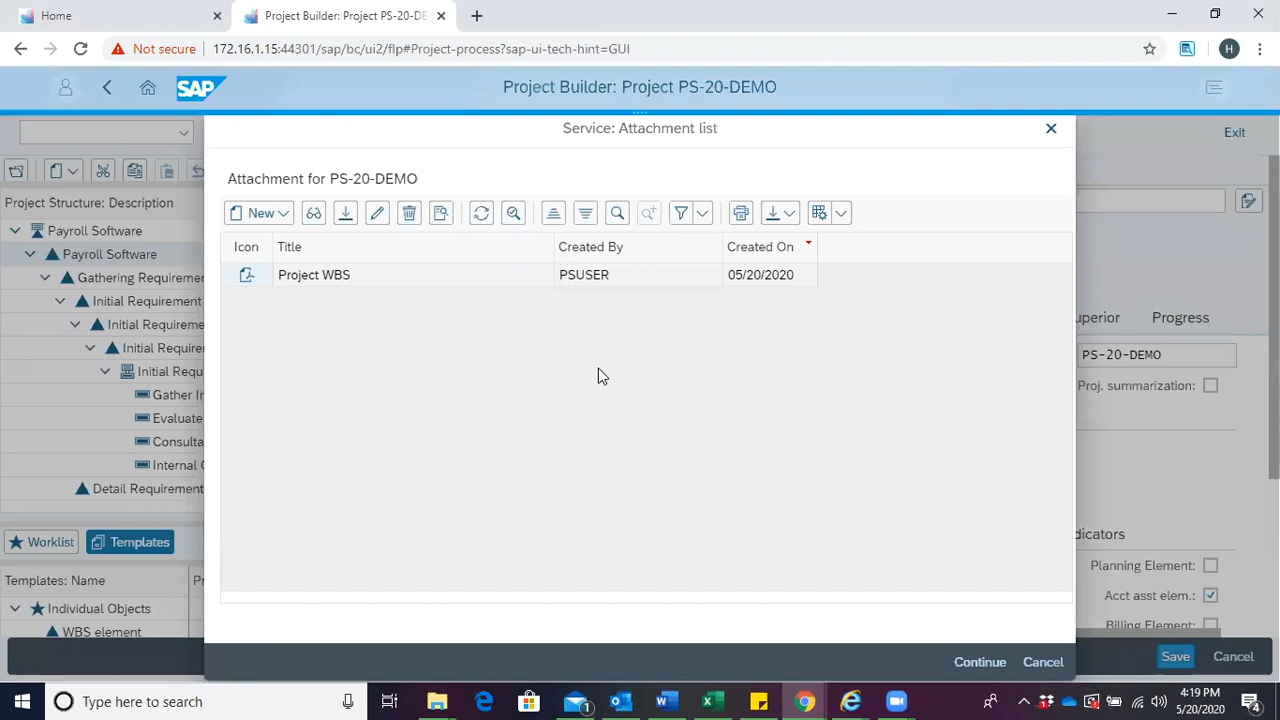 Home
Project Builder: Project PS-20-DE
Not secure
172.16.1.15:44301/sap/bc/ui2/flp#Project-process?sap-ui-tech-hint=GUI
H
SAP
Project Builder: Project PS-20-DEMO
Service: Attachment list
Exit
Attachment for PS-20-DEMO
New
Project Structure: Description
Payroll Software
Payroll Software
Gathering Requireme
Initial Requirement
Initial Requireme
Initial Requireme
Initial Requ
Gather In
Evaluate
Consulta
Internal C
Detail Requirement
Icon
Title
Created By
Created On
Project WBS
PSUSER
05/20/2020
uperior
Progress
PS-20-DEMO
Proj. summarization:
Worklist
Templates
dicators
Templates: Name
Planning Element:
Individual Objects
Acct asst elem.:
WBS element
Billing Element:
Continue
Cancel
Save
Cancel
Type here to search
1
4:19 PM
5/20/2020
4